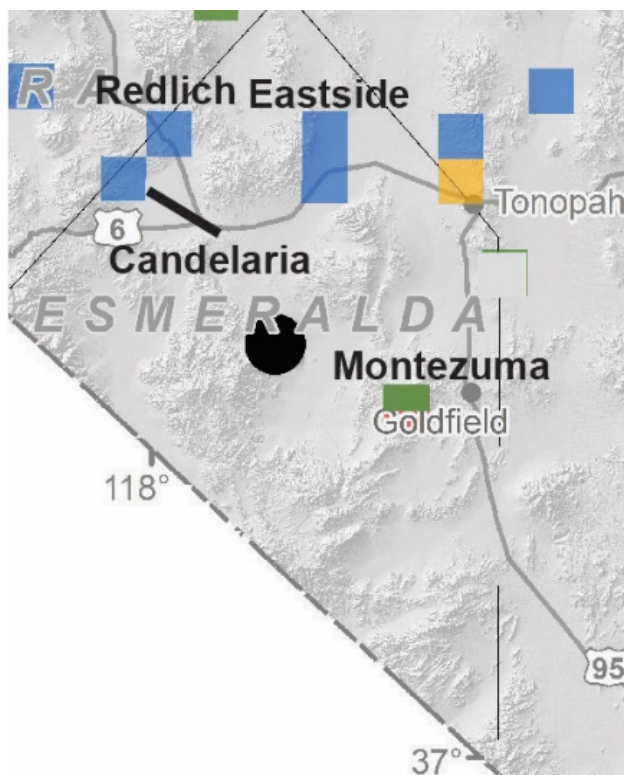 R A L
Redlich Eastside
6
Tonopah
Candelaria
ESMERALDA
Montezuma
Goldfield
118°
95
37°